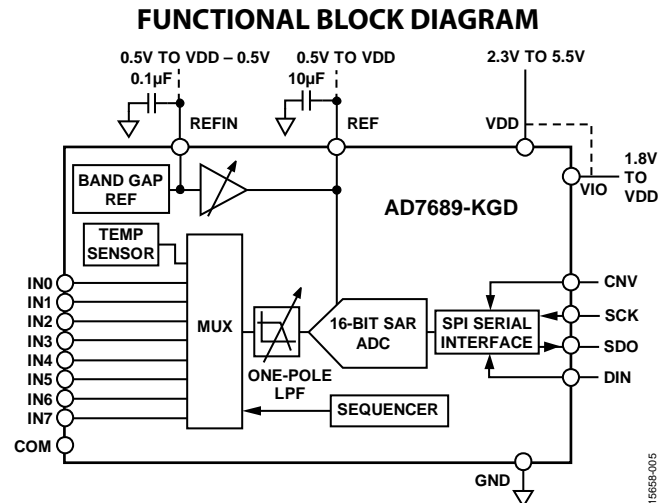 FUNCTIONAL BLOCK DIAGRAM
0.5V TO VDD – 0.5V
0.1µF
0.5V TO VDD
10µF
2.3V TO 5.5V
REFIN
REF
VDD
VIO
1.8V
TO
VDD
BAND GAP
REF
AD7689-KGD
TEMP
SENSOR
IN0
IN1
IN2
IN3
IN4
IN5
IN6
IN7
COM
MUX
ONE-POLE
LPF
16-BIT SAR
ADC
SPI SERIAL
INTERFACE
CNV
SCK
SDO
DIN
SEQUENCER
GND
15658-005